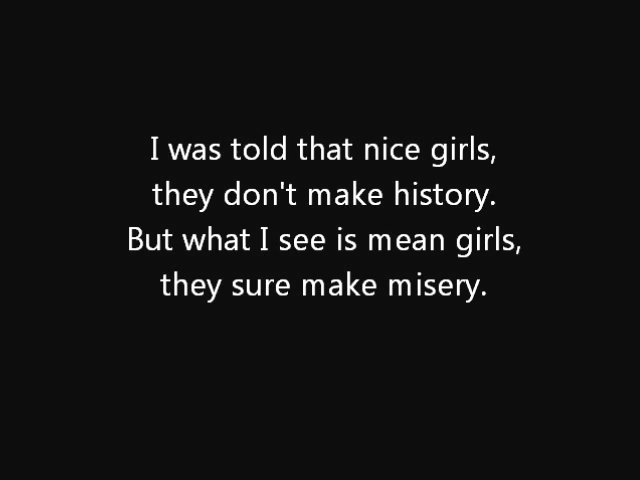 I was told that nice girls,
they don't make history.
But what I see is mean girls,
they sure make misery.